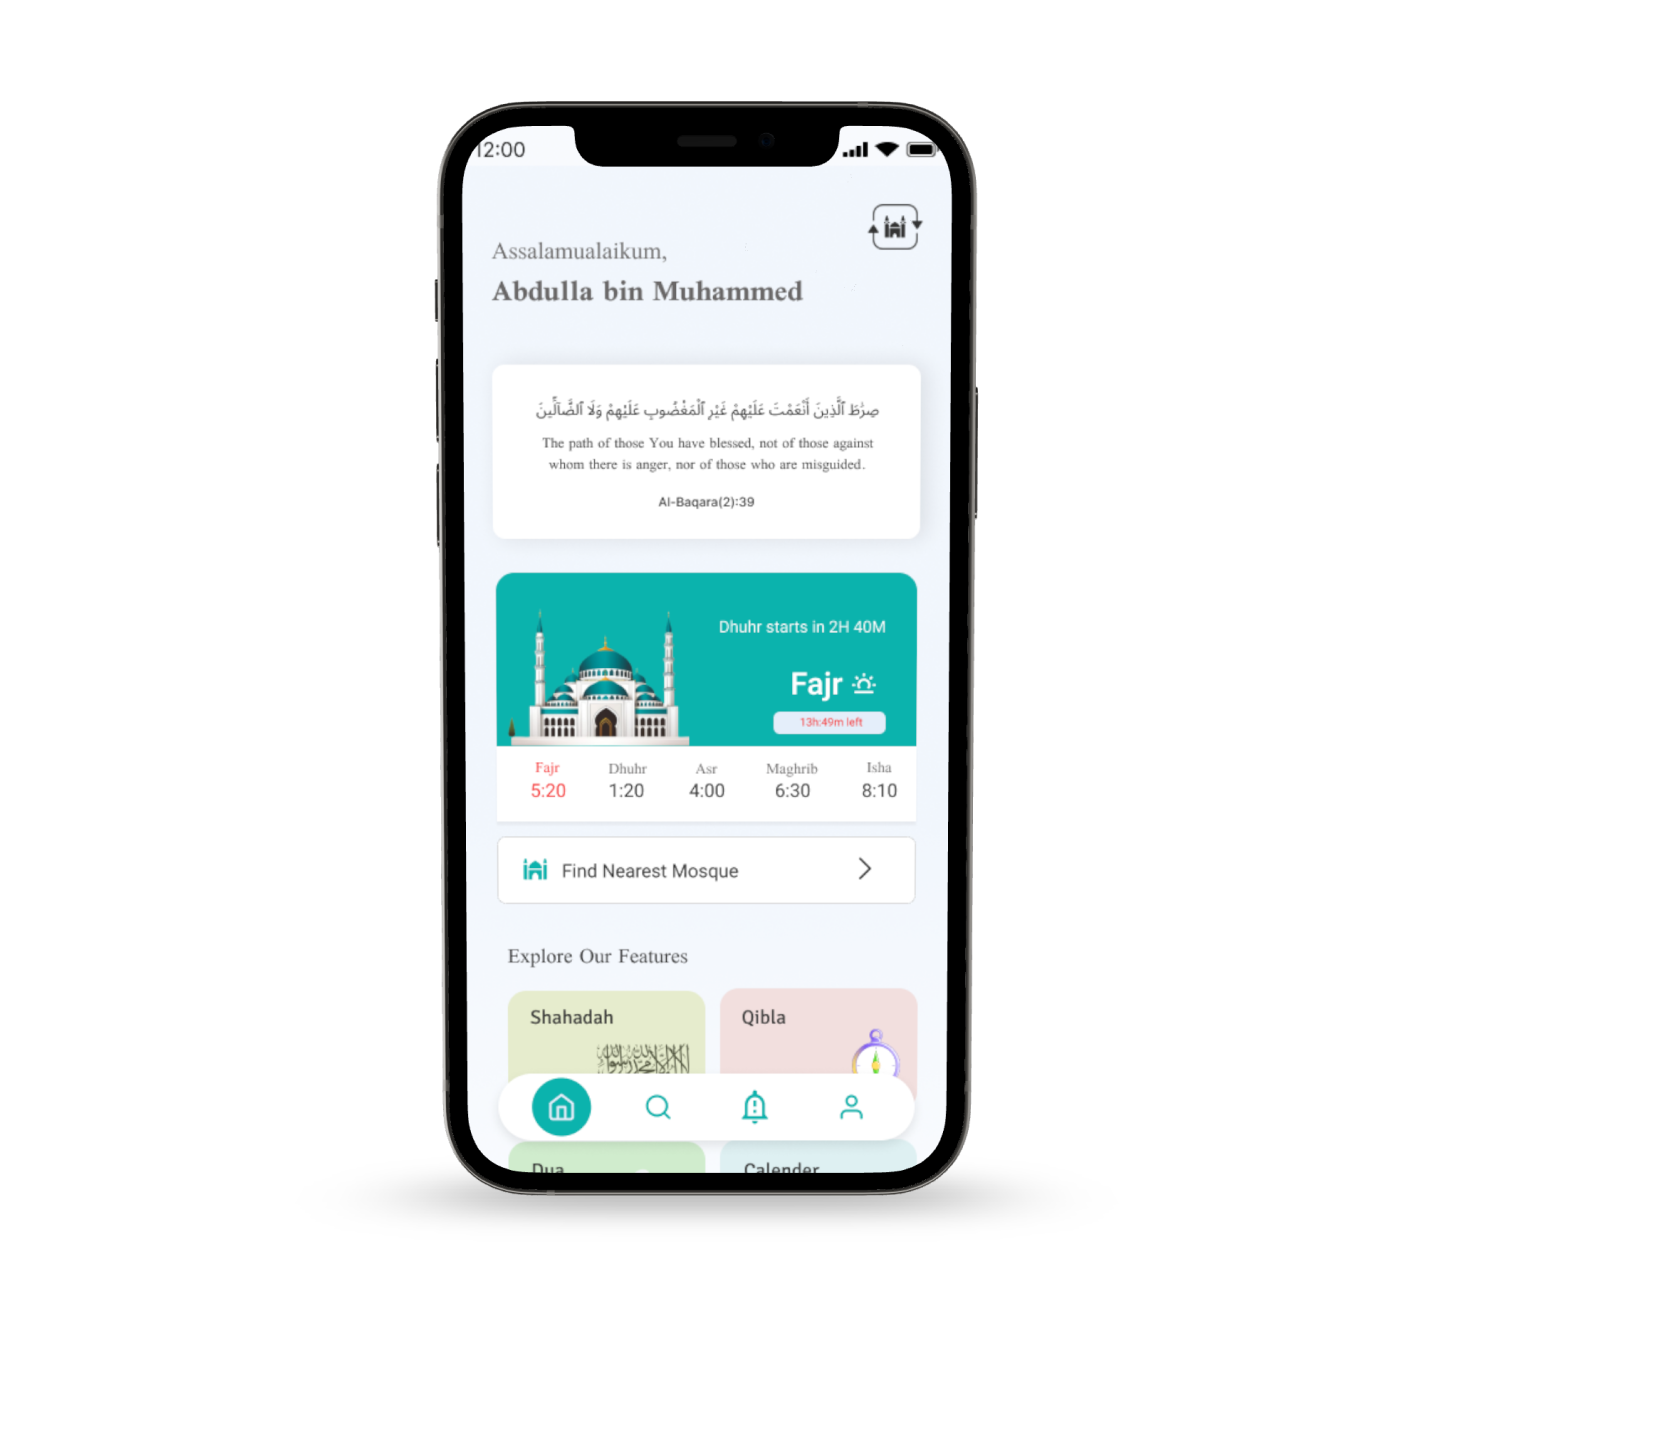 12:00
Assalamualaikum,
Abdulla bin Muhammed
صِرَٰطَ ٱلَّذِينَ أَنْعَمْتَ عَلَيْهِمْ غَيْرِ ٱلْمَغْضُوبِ عَلَيْهِمْ وَلَا ٱلضَّآلِّينَ
The path of those You have blessed, not of those against
whom there is anger, nor of those who are misguided.
Al-Baqara(2):39
Dhuhr starts in 2H 40M
Fajr
13h:49m left
Fajr Dhuhr Asr Maghrib Isha
5:20 1:20 4:00 6:30 8:10
Find Nearest Mosque
Explore Our Features
Shahadah Qibla
Dua Calender